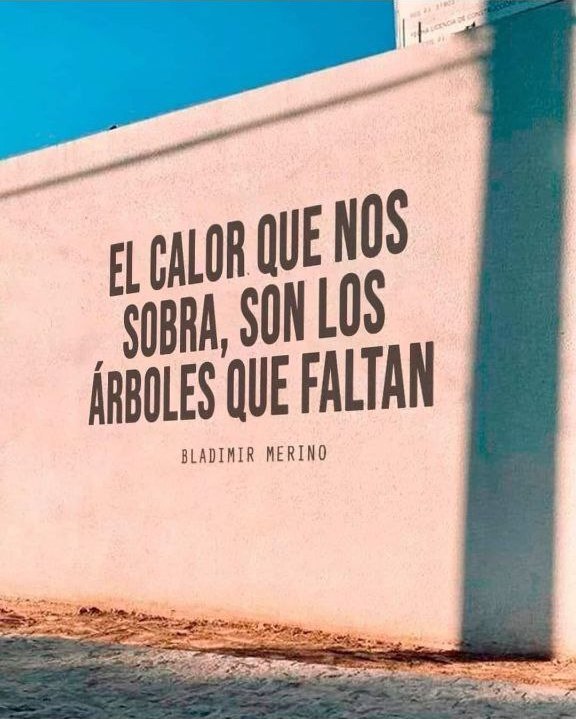 EL CALOR QUE NOS
SOBRA, SON LOS
ÁRBOLES QUE FALTAN
BLADIMIR MERINO